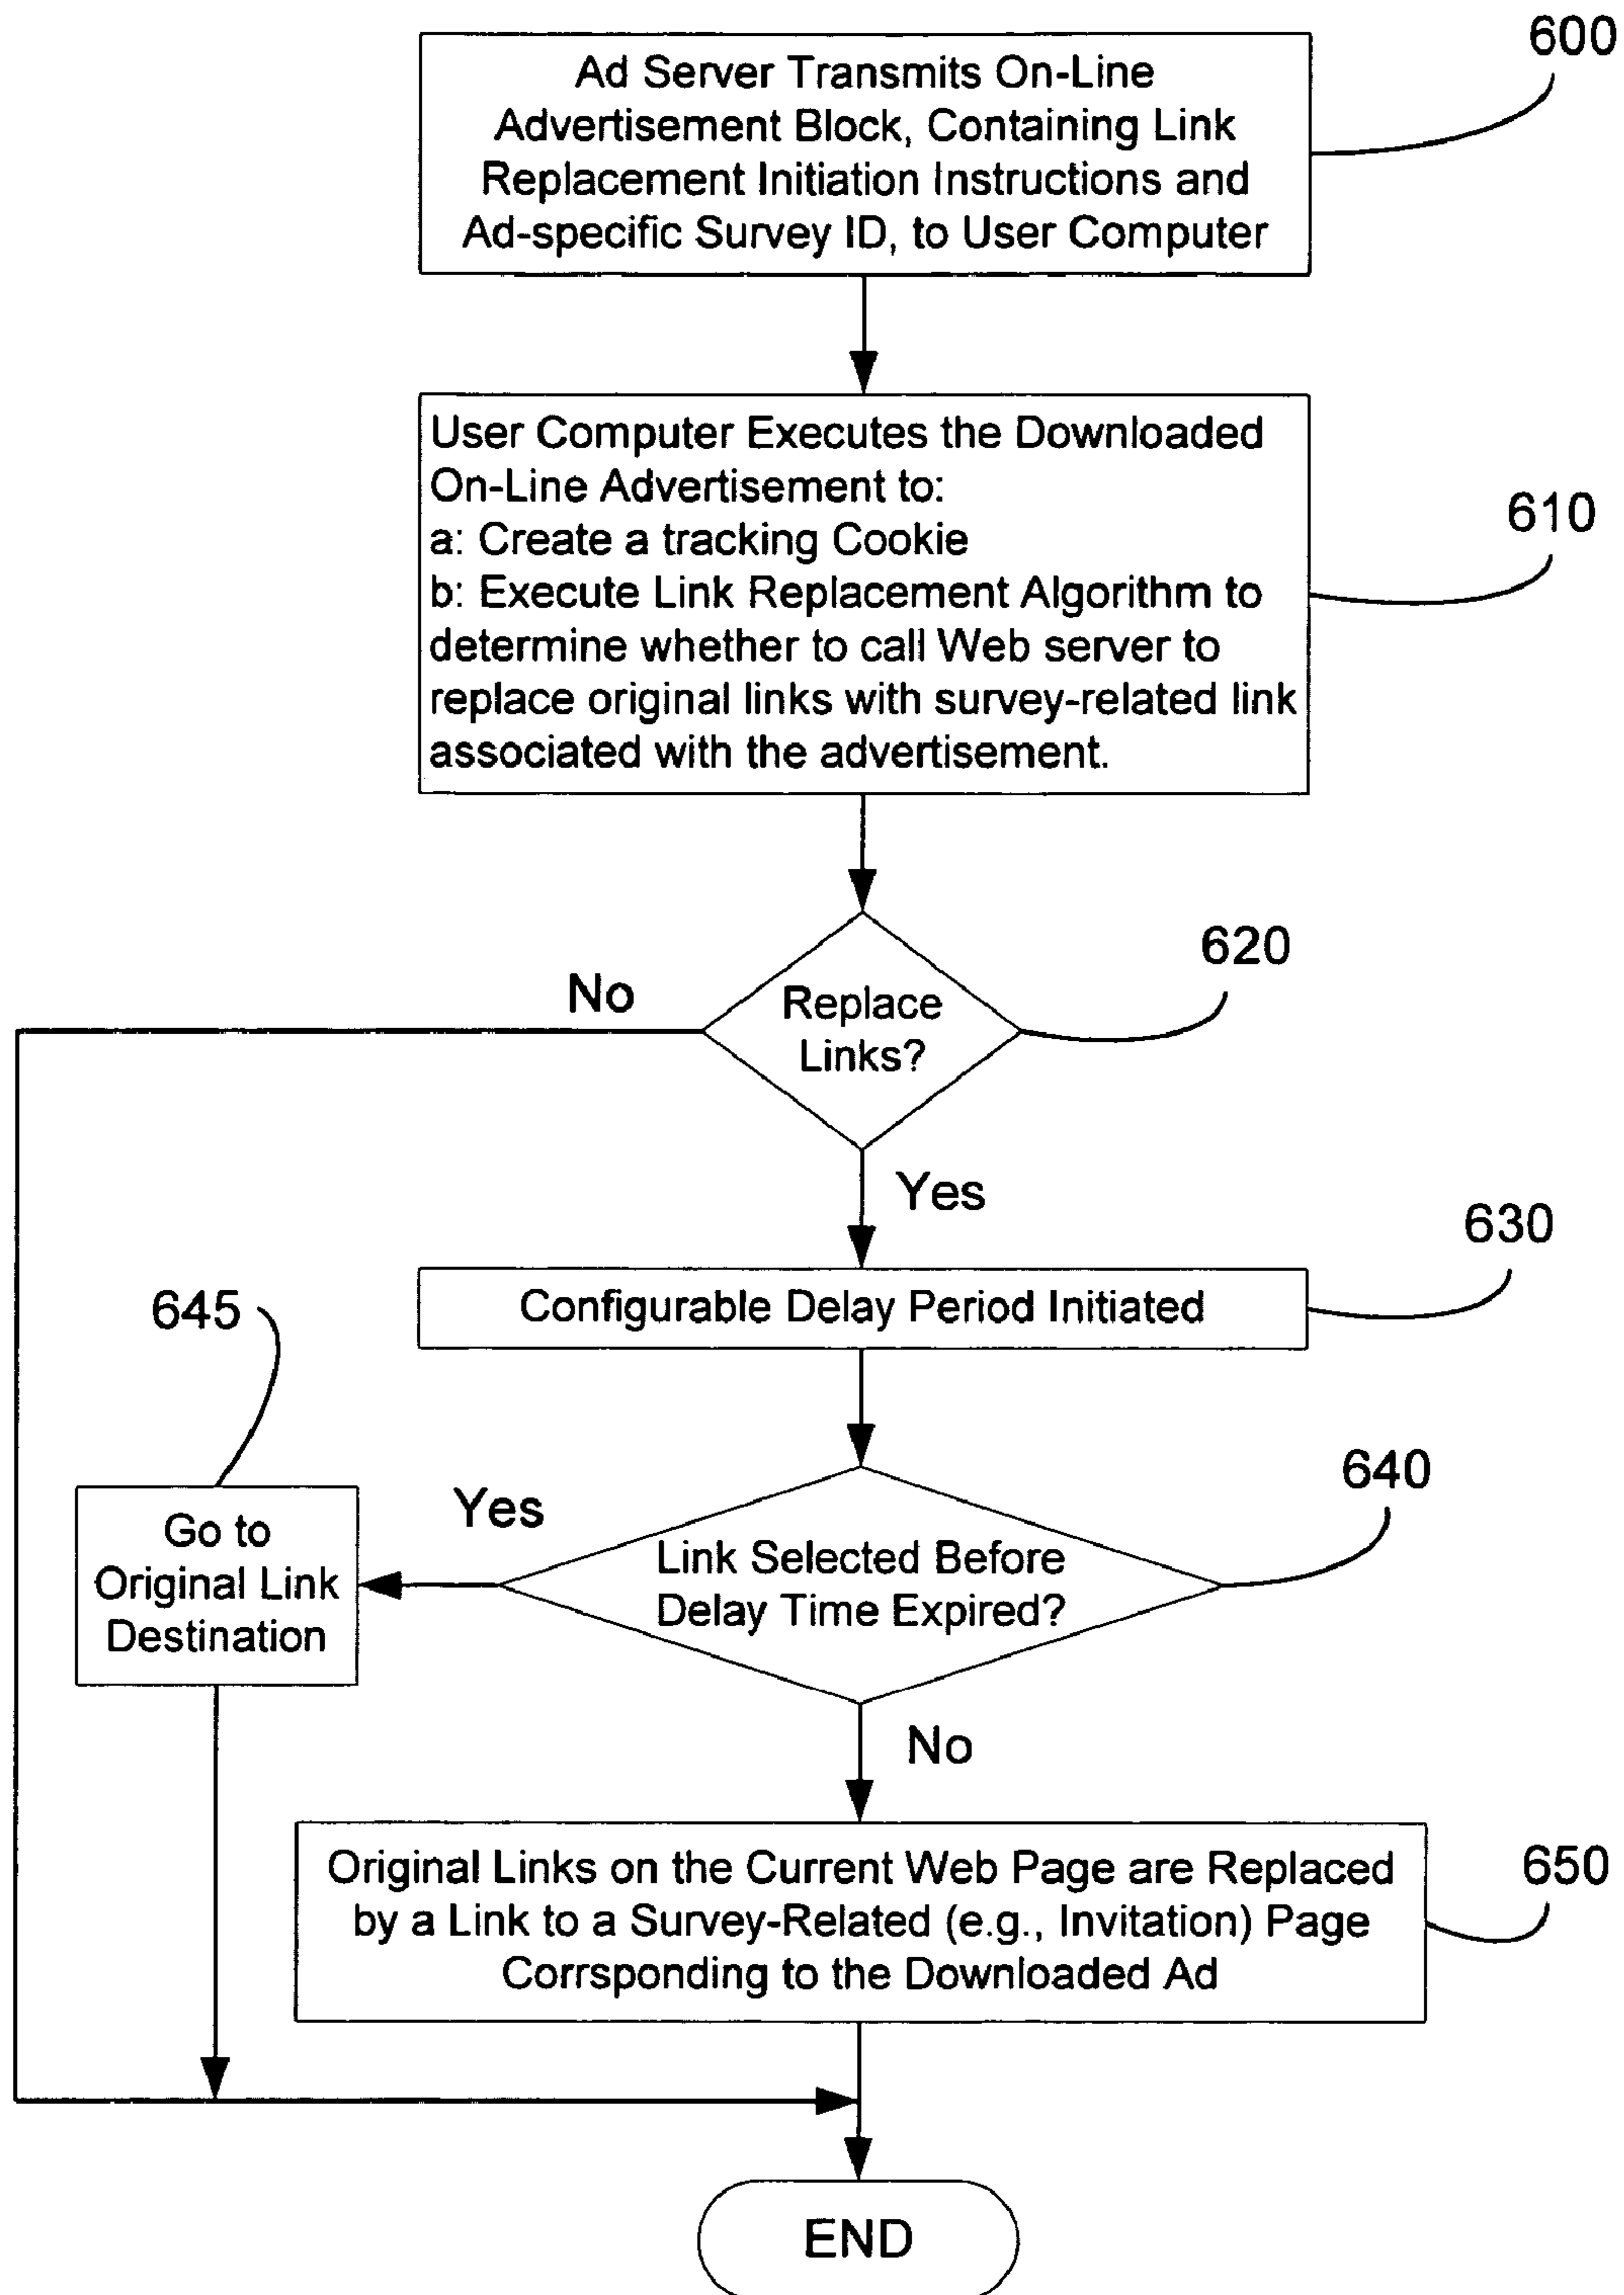 600
Ad Server Transmits On-Line
Advertisement Block, Containing Link
Replacement Initiation Instructions and
Ad-specific Survey ID, to User Computer
User Computer Executes the Downloaded
On-Line Advertisement to:
a: Create a tracking Cookie
b: Execute Link Replacement Algorithm to
determine whether to call Web server to
replace original links with survey-related link
associated with the advertisement.
610
620
No
Replace
Links?
Yes
630
Configurable Delay Period Initiated
645
640
Yes
Go to
Original Link
Destination
Link Selected Before
Delay Time Expired?
No
Original Links on the Current Web Page are Replaced
by a Link to a Survey-Related (e.g., Invitation) Page
Corrsponding to the Downloaded Ad
650
END